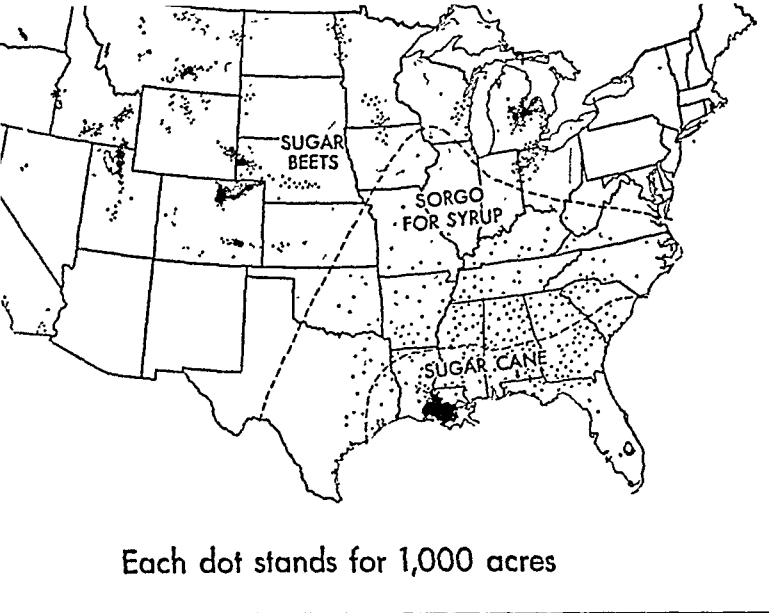 SUGAR
BEETS
SORGO
FOR SYRUP
SUGAR CANE
Each dot stands for 1,000 acres